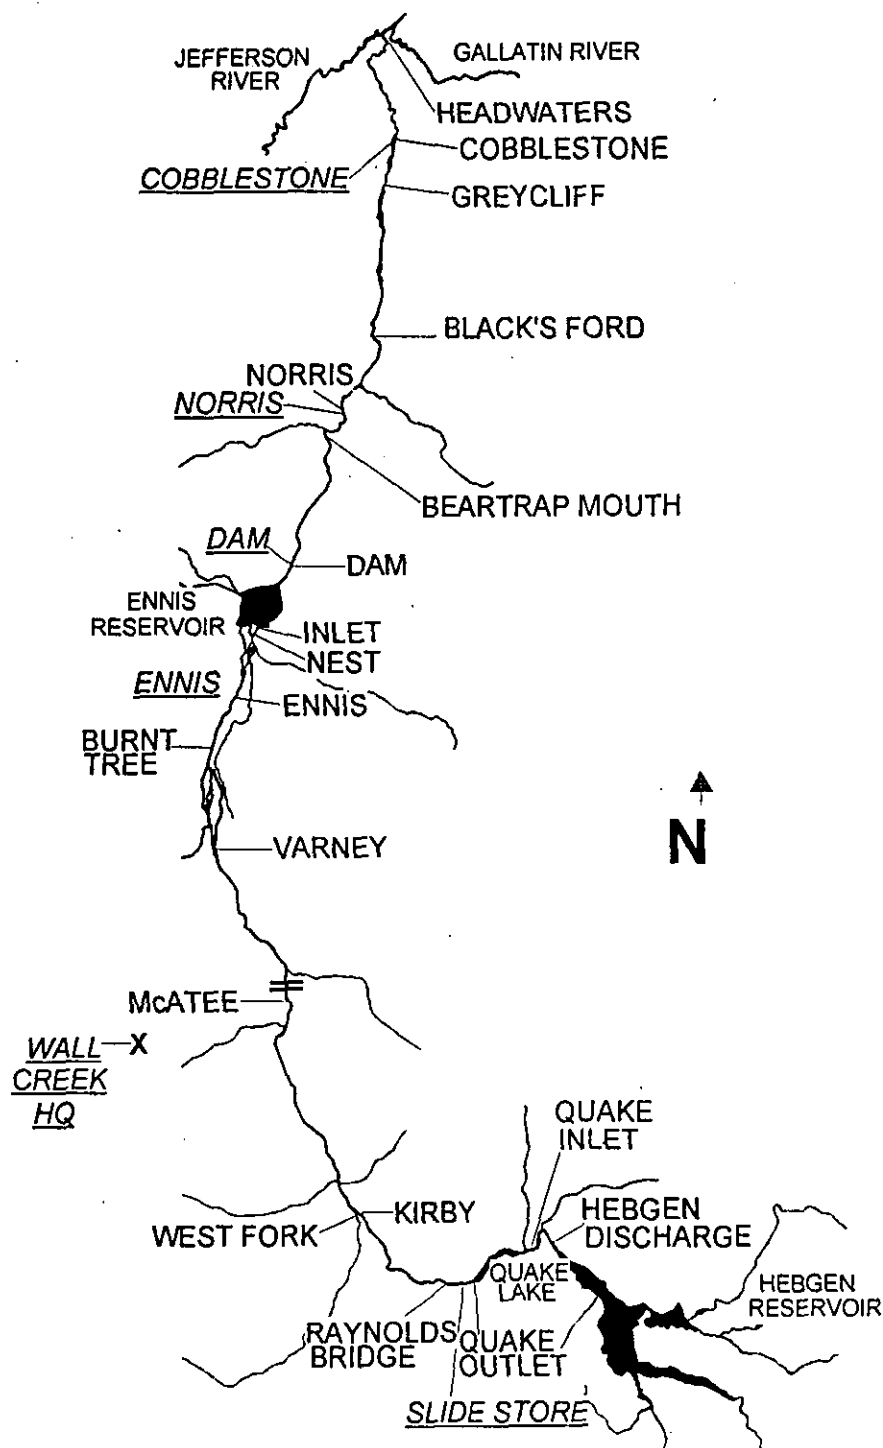 JEFFERSON
RIVER
GALLATIN RIVER
HEADWATERS
COBBLESTONE
COBBLESTONE
GREYCLIFF
BLACK'S FORD
NORRIS
NORRIS
BEARTRAP MOUTH
DAM
DAM
ENNIS
RESERVOIR
INLET
NEST
ENNIS
ENNIS
BURNT
TREE
N
VARNEY
McATEE
WALL
CREEK
HQ
X
QUAKE
INLET
KIRBY
WEST FORK
HEBGEN
DISCHARGE
QUAKE
LAKE
HEBGEN
RESERVOIR
RAYNOLDS
BRIDGE
QUAKE
OUTLET
SLIDE STORE